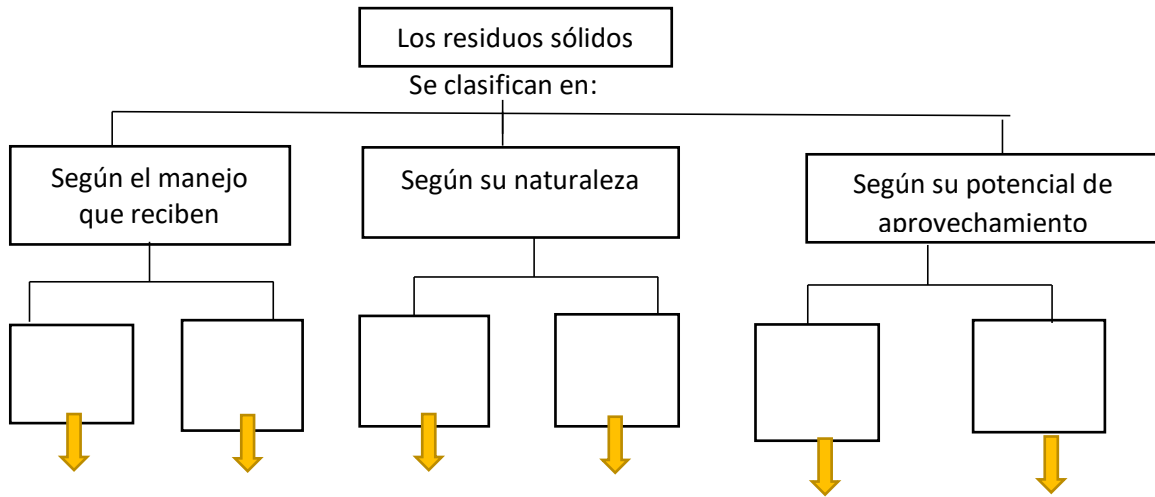 Los residuos sólidos
Se clasifican en:
Según el manejo
que reciben
Según su naturaleza
Según su potencial de
aprovechamiento